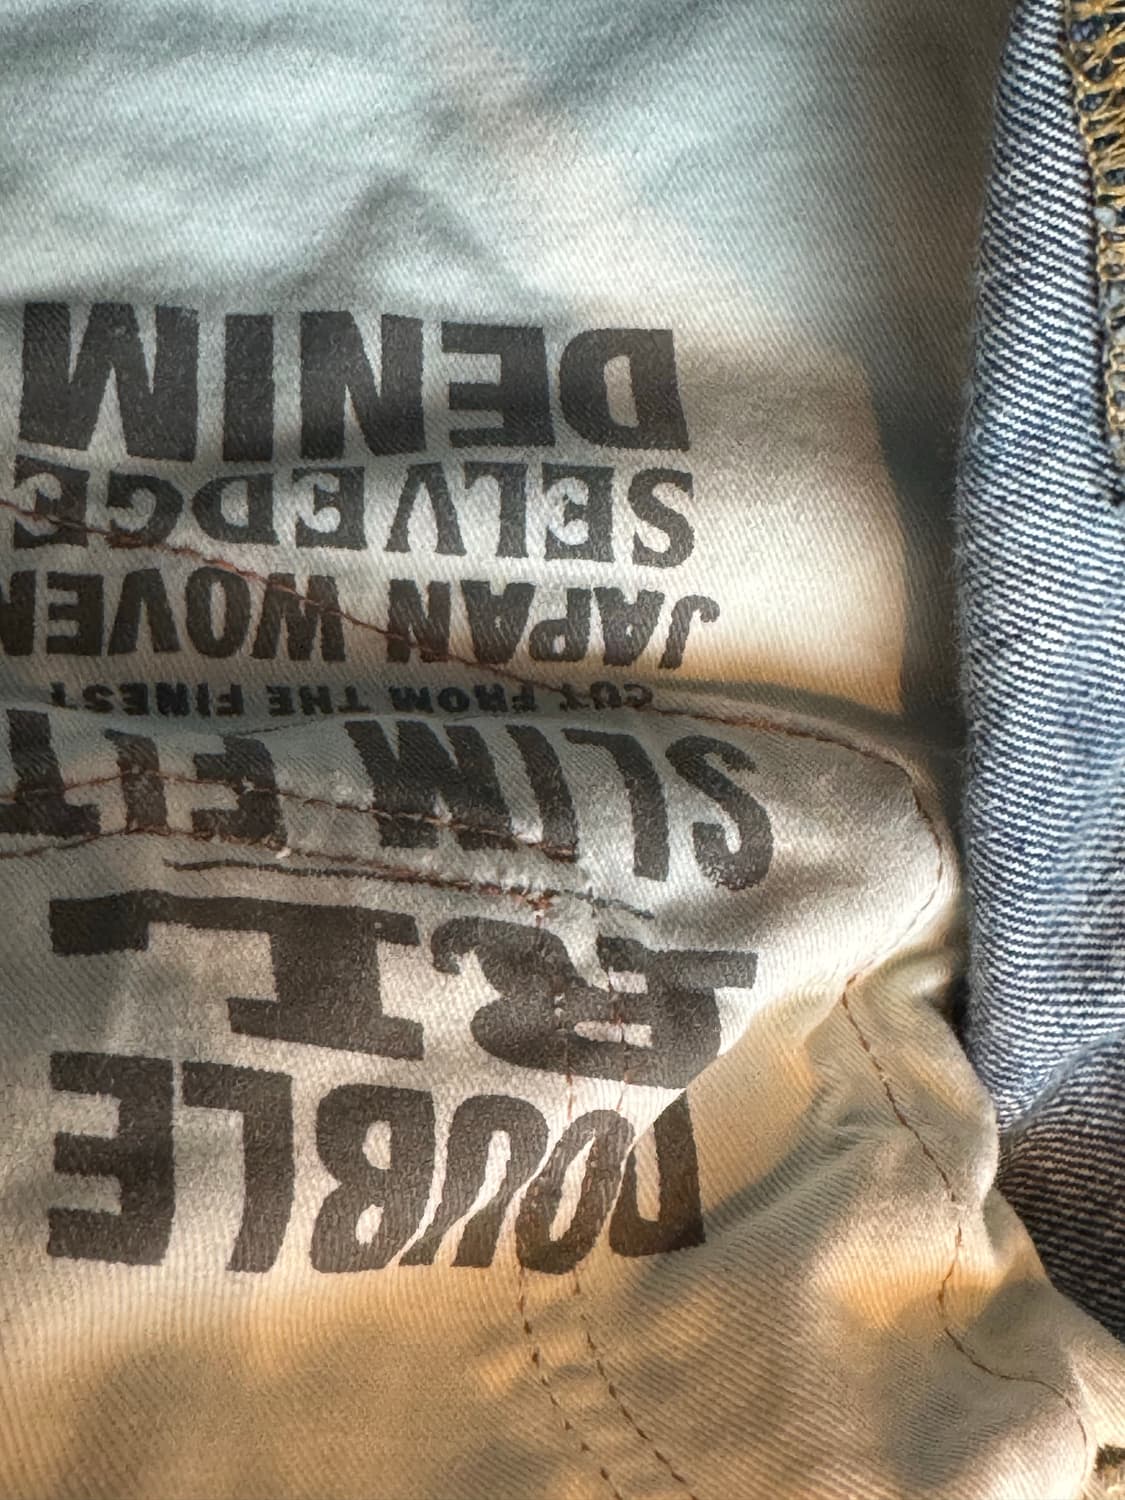 DOUBLE
RL
SLIM FIT
CUT FROM THE FINEST
JAPAN WOVEN
SELVEDGE
DENIM